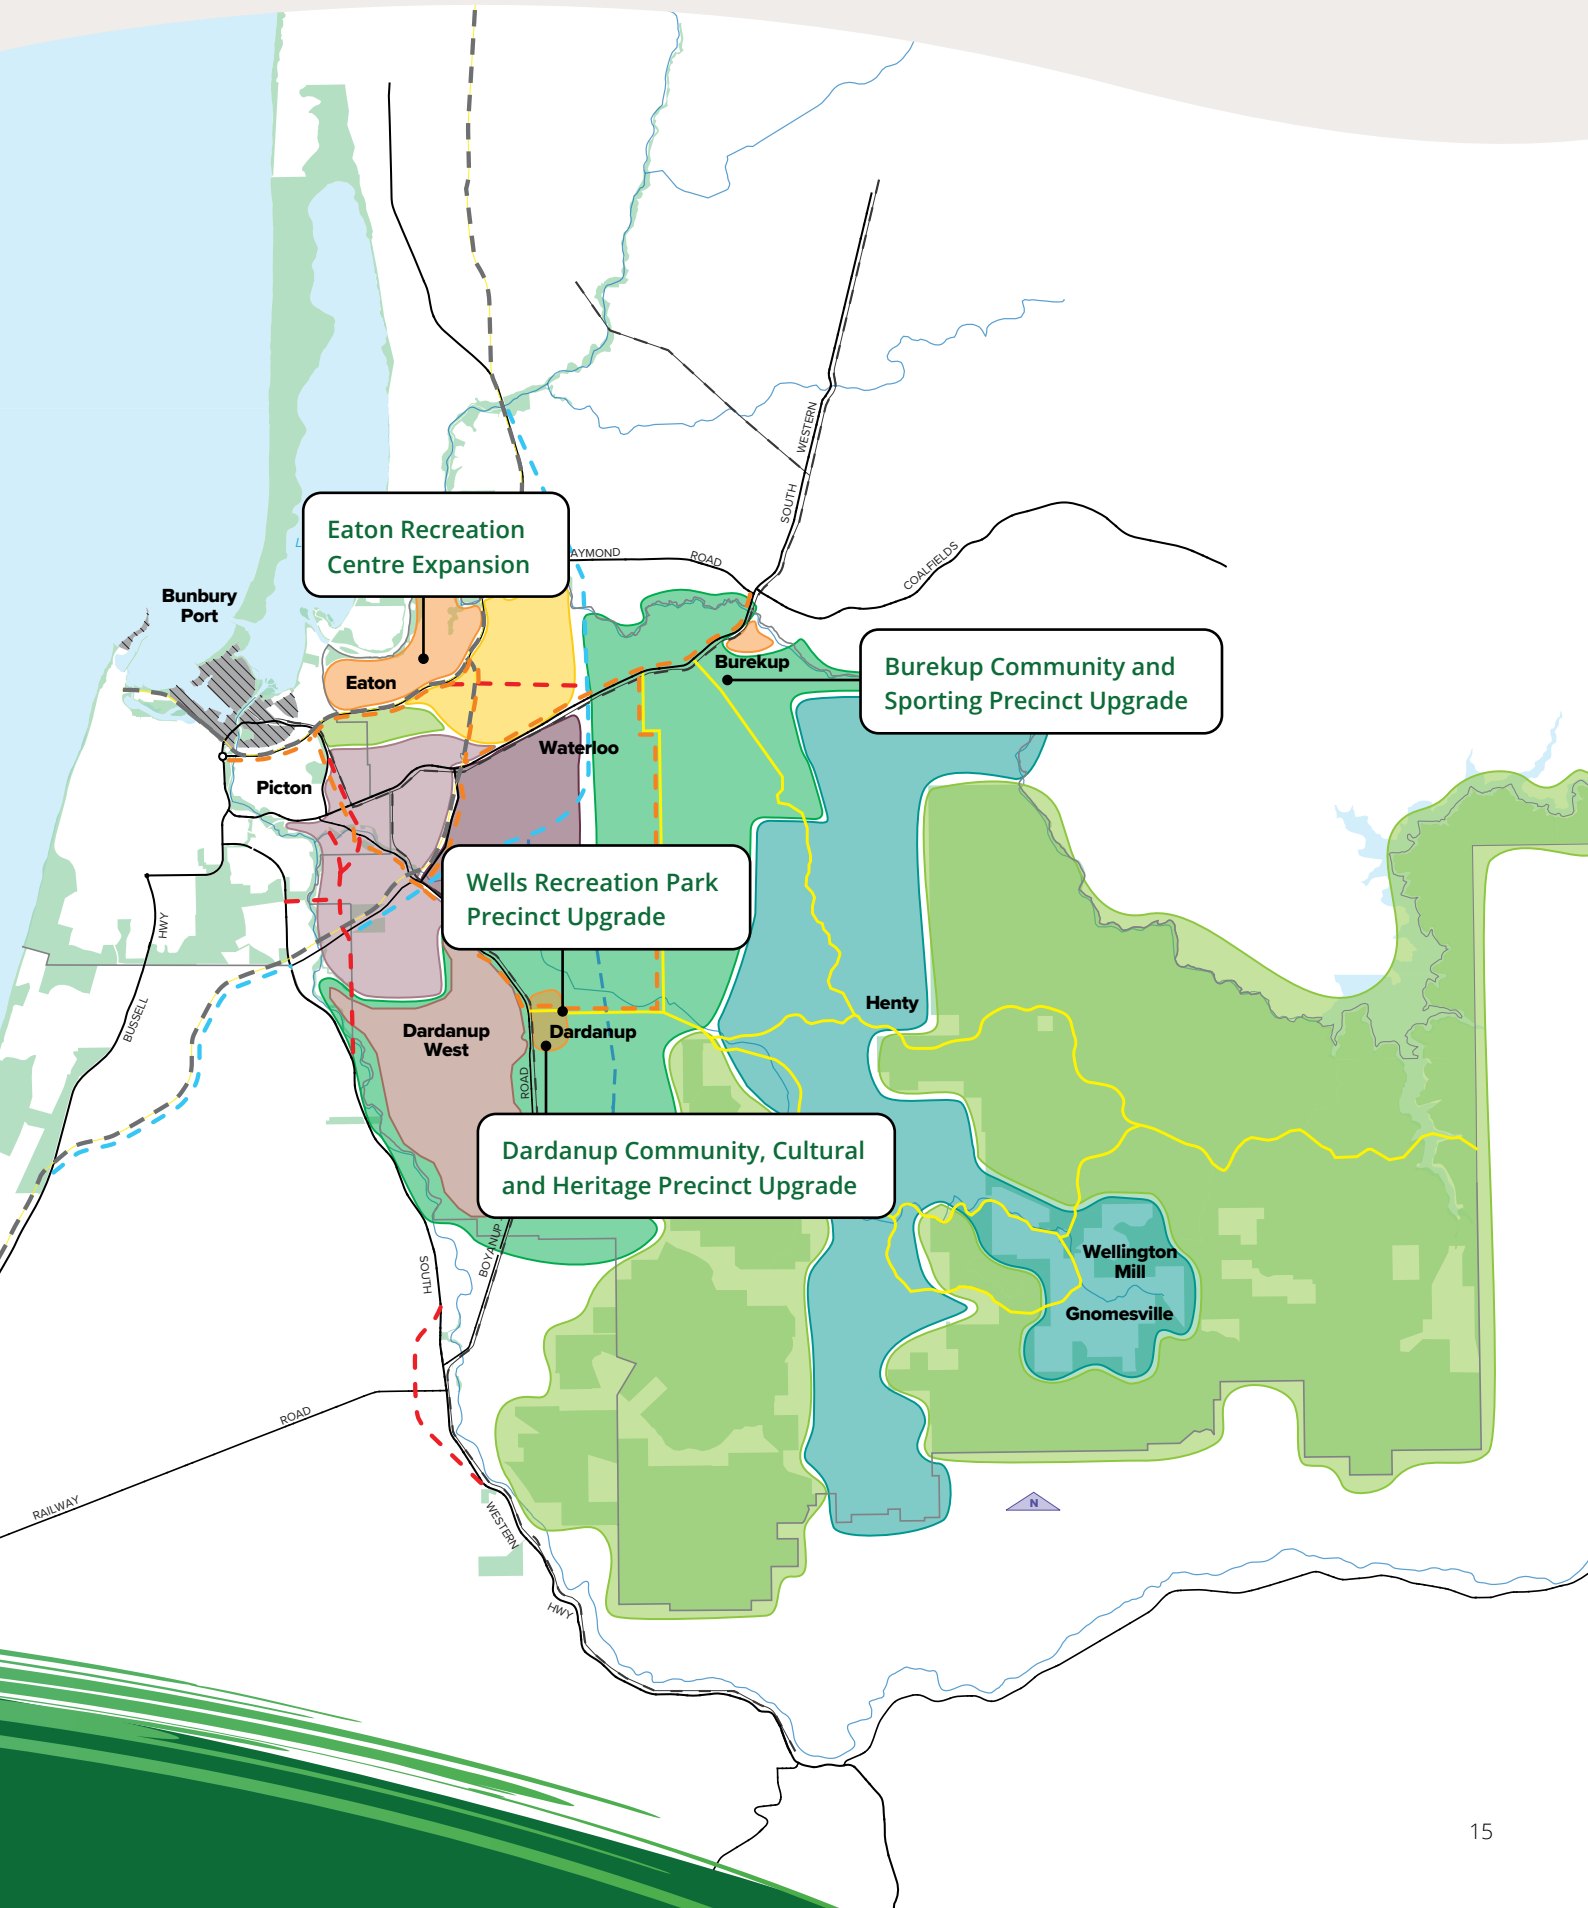 WESTERN
SOUTH
Eaton Recreation
Centre Expansion
L
AYMOND
ROAD
COALFIELDS
Bunbury
Port
Burekup
Burekup Community and
Sporting Precinct Upgrade
Eaton
Waterloo
Picton
Wells Recreation Park
Precinct Upgrade
HWY
BUSSELL
Henty
Dardanup
West
Dardanup
ROAD
Dardanup Community, Cultural
and Heritage Precinct Upgrade
BOYANUP
SOUTH
Wellington
Mill
Gnomesville
ROAD
RAILWAY
WESTERN
N
HWY
15